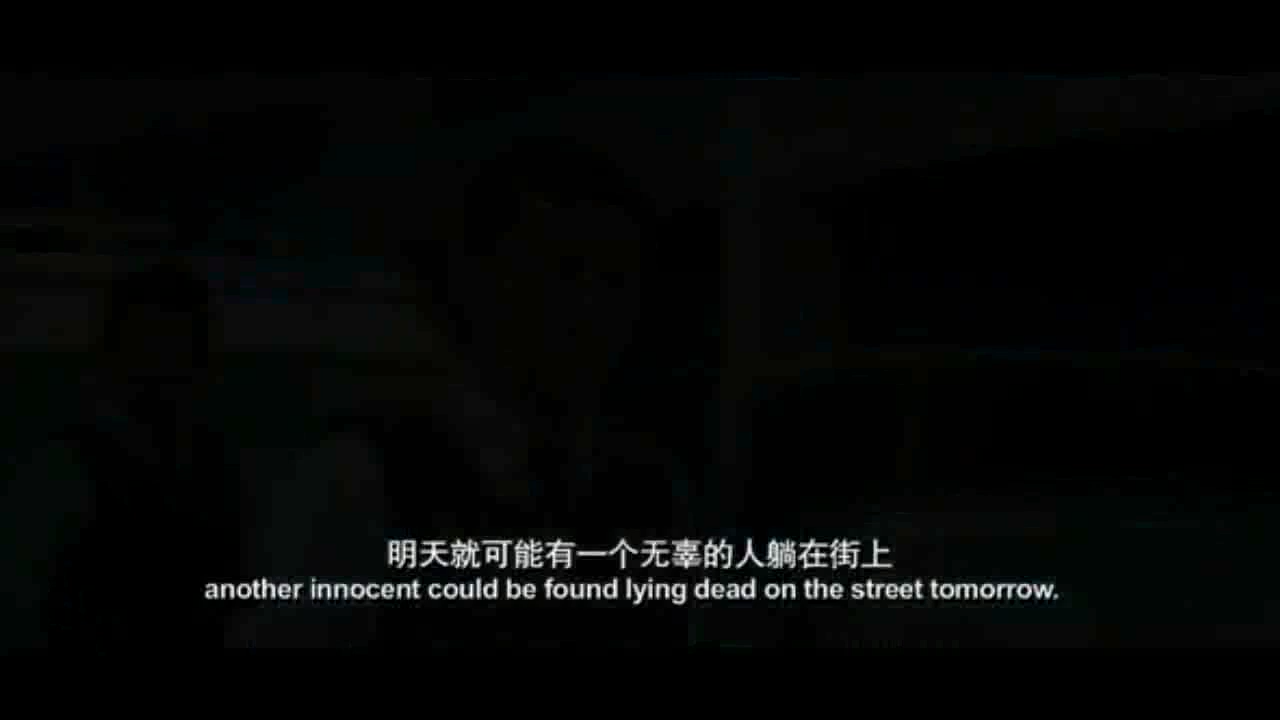 明天就可能有一个无辜的人躺在街上
another innocent could be found lying dead on the street tomorrow.